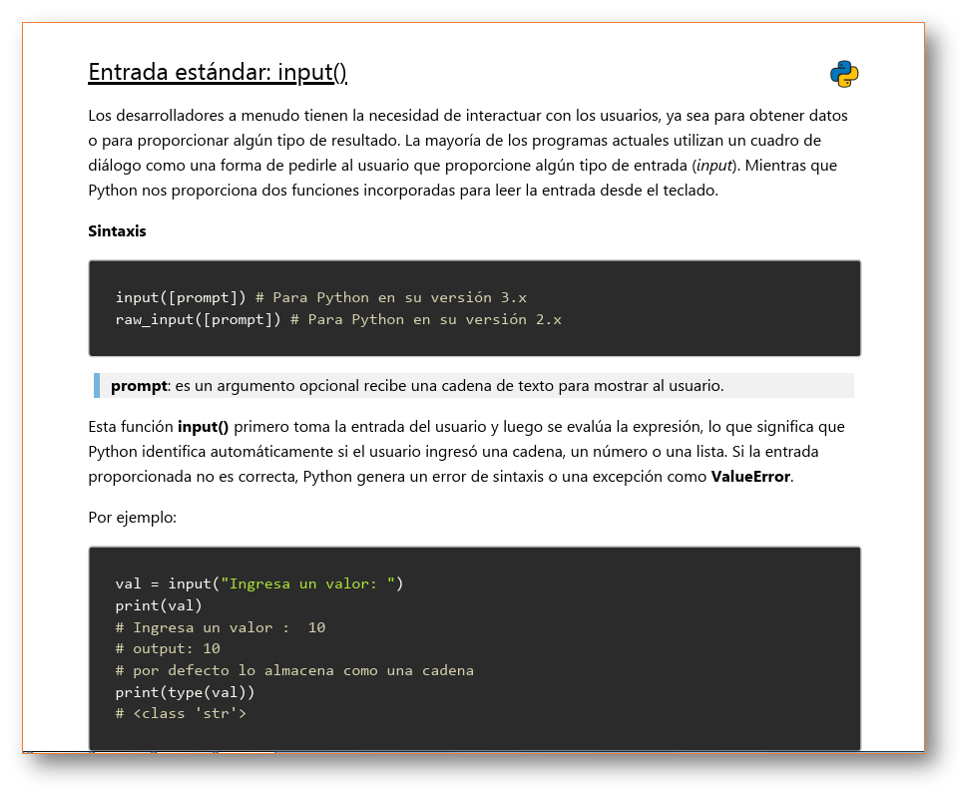 Entrada estándar: input()
Los desarrolladores a menudo tienen la necesidad de interactuar con los usuarios, ya sea para obtener datos
o para proporcionar algún tipo de resultado. La mayoría de los programas actuales utilizan un cuadro de
diálogo como una forma de pedirle al usuario que proporcione algún tipo de entrada (input). Mientras que
Python nos proporciona dos funciones incorporadas para leer la entrada desde el teclado.
Sintaxis
input([prompt]) # Para Python en su versión 3.x
raw_input([prompt]) # Para Python en su versión 2.x
prompt: es un argumento opcional recibe una cadena de texto para mostrar al usuario.
Esta función input() primero toma la entrada del usuario y luego se evalúa la expresión, lo que significa que
Python identifica automáticamente si el usuario ingresó una cadena, un número o una lista. Si la entrada
proporcionada no es correcta, Python genera un error de sintaxis o una excepción como ValueError.
Por ejemplo:
val = input("Ingresa un valor: ")
print(val)
# Ingresa un valor :  10
# output: 10
# por defecto lo almacena como una cadena
print(type(val))
# <class 'str'>